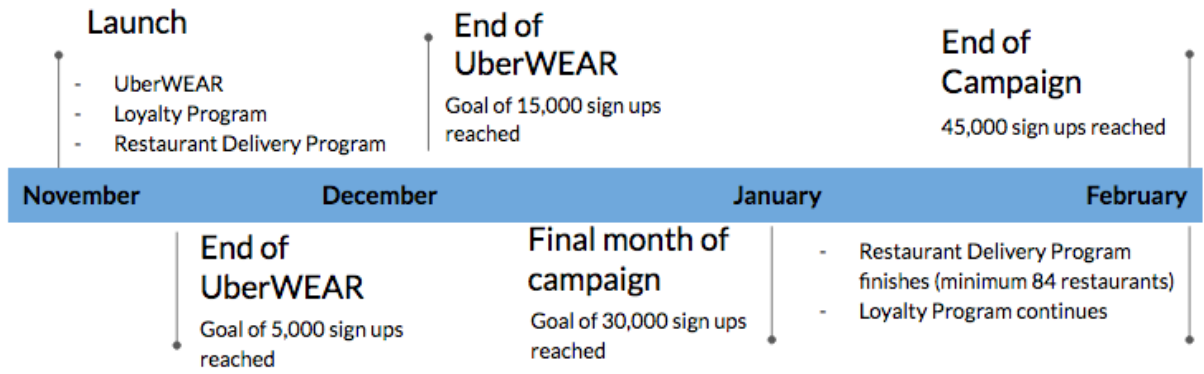 Launch
- UberWEAR
- Loyalty Program
- Restaurant Delivery Program
End of
UberWEAR
Goal of 15,000 sign ups
reached
End of
Campaign
45,000 sign ups reached
November December January February
End of
UberWEAR
Goal of 5,000 sign ups
reached
Final month of
campaign
Goal of 30,000 sign ups
reached
- Restaurant Delivery Program
finishes (minimum 84 restaurants)
- Loyalty Program continues